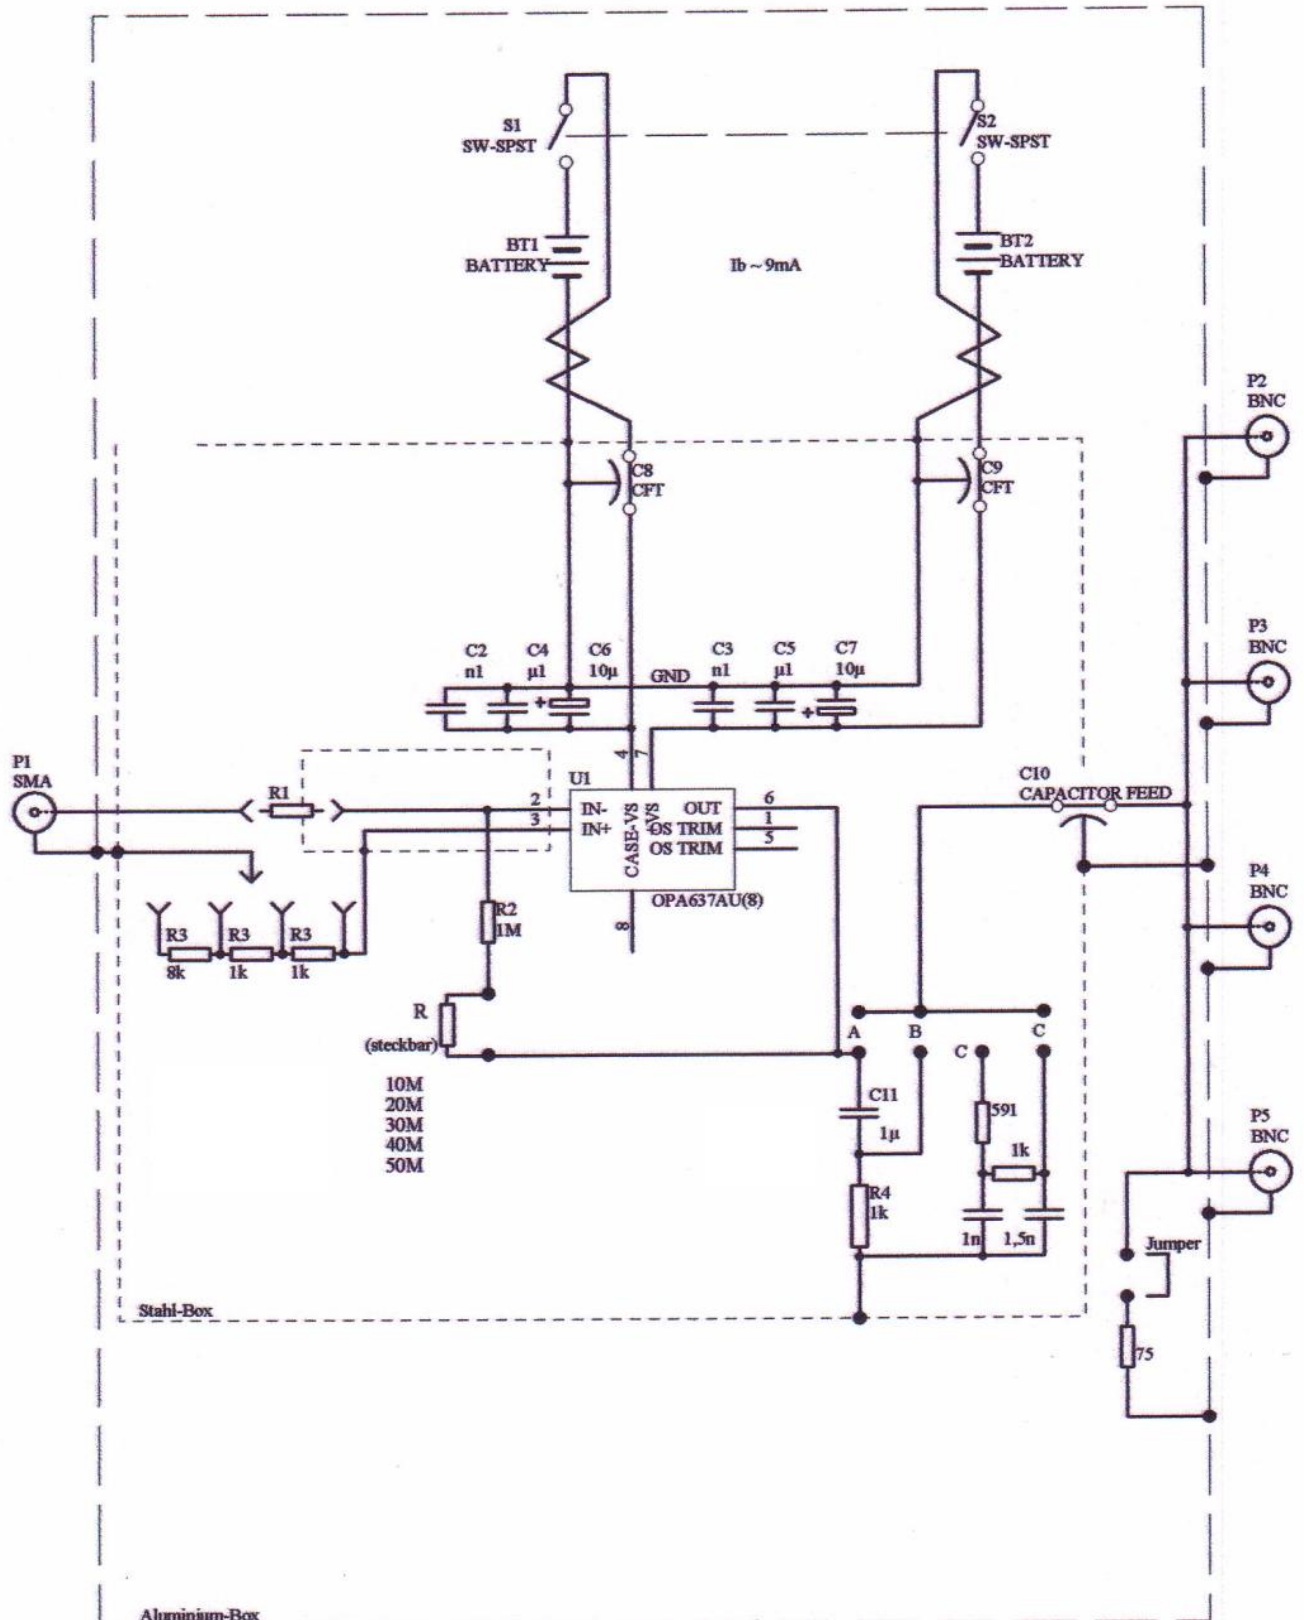 S1
SW-SPST
S2
SW-SPST
BT1
BATTERY
Ib ~ 9mA
BT2
BATTERY
P2
BNC
C8
CFT
C9
CFT
P3
BNC
C2
n1
C4
µ1
C6
10µ
GND
C3
n1
C5
µ1
C7
10µ
+
+
4
7
P1
SMA
R1
U1
2
3
IN-
IN+
CASE-VS
-VS
OUT
OS TRIM
OS TRIM
6
1
5
8
OPA637AU(8)
C10
CAPACITOR FEED
P4
BNC
R3
8k
R3
1k
R3
1k
R2
1M
R
(steckbar)
10M
20M
30M
40M
50M
A
B
C
C
C11
1µ
591
1k
R4
1k
1n
1,5n
P5
BNC
Jumper
75
Stahl-Box
Aluminium-Box